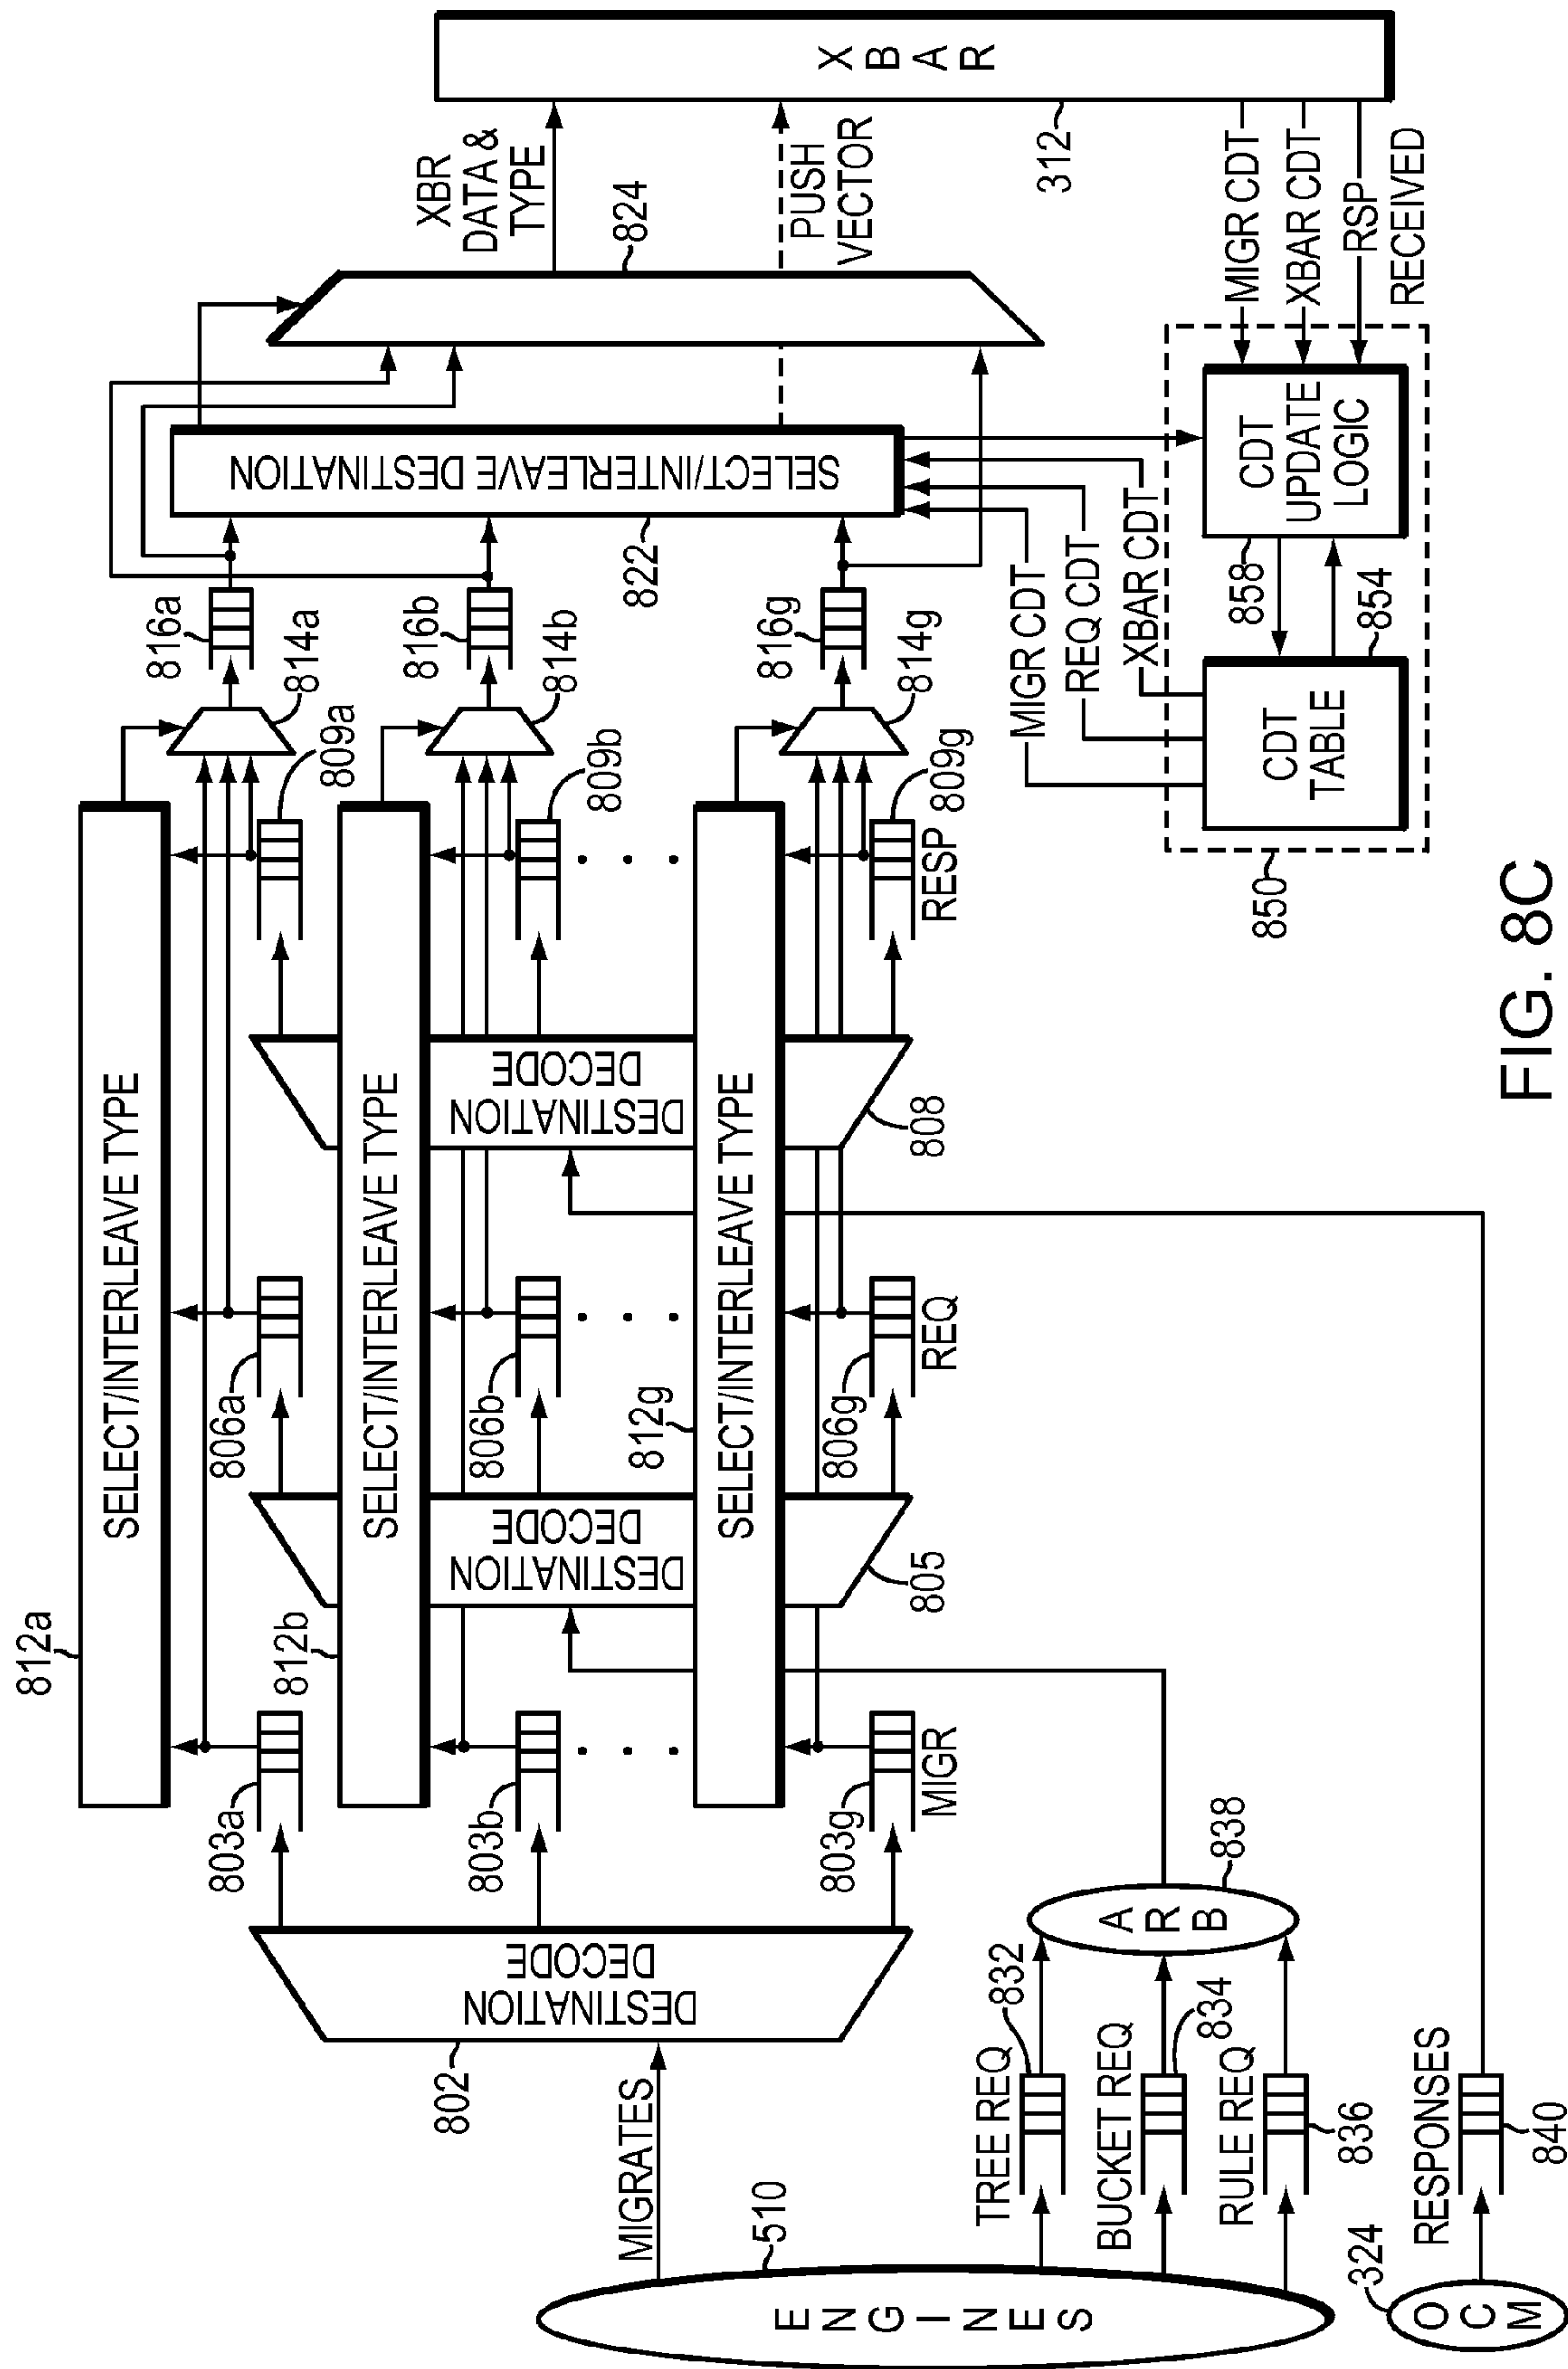 812a
SELECT/INTERLEAVE TYPE
803a
806a
809a
814a
816a
812b
SELECT/INTERLEAVE TYPE
803b
806b
809b
814b
816b
812g
SELECT/INTERLEAVE TYPE
803g
806g
809g
814g
816g
MIGR
REQ
RESP
802
DESTINATION
DECODE
805
DESTINATION
DECODE
808
DESTINATION
DECODE
822
SELECT/INTERLEAVE DESTINATION
824
XBR
DATA &
TYPE
PUSH
VECTOR
XBAR
312
MIGRATES
510
ENGINES
TREE REQ
832
BUCKET REQ
834
RULE REQ
836
ARB
838
324
OCM
RESPONSES
840
MIGR CDT
REQ CDT
XBAR CDT
850
CDT
TABLE
854
858
CDT
UPDATE
LOGIC
MIGR CDT
XBAR CDT
RSP
RECEIVED
FIG. 8C